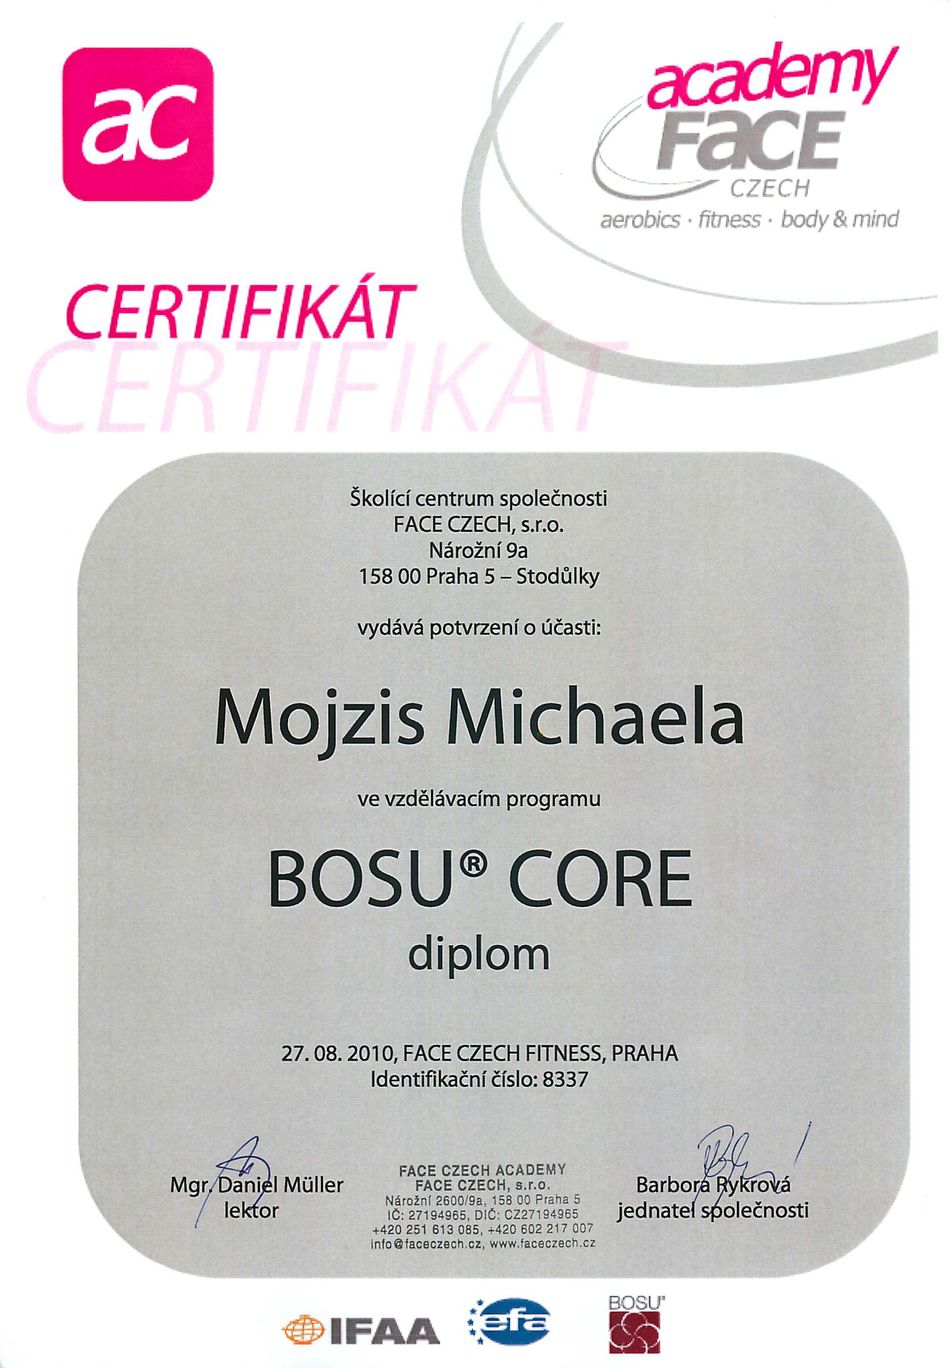 ac
academy
FACE
CZECH
aerobics · fitness · body & mind
CERTIFIKÁT
CERTIFIKÁT
Školící centrum společnosti
FACE CZECH, s.r.o.
Nárožní 9a
158 00 Praha 5 – Stodůlky
vydává potvrzení o účasti:
Mojzis Michaela
ve vzdělávacím programu
BOSU® CORE
diplom
27. 08. 2010, FACE CZECH FITNESS, PRAHA
Identifikační číslo: 8337
Mgr. Daniel Müller
lektor
FACE CZECH ACADEMY
FACE CZECH, s.r.o.
Nárožní 2600/9a, 158 00 Praha 5
IČ: 27194965, DIČ: CZ27194965
+420 251 613 085, +420 602 217 007
info@faceczech.cz, www.faceczech.cz
Barbora Rykrová
jednatel společnosti
IFAA
efa
BOSU®